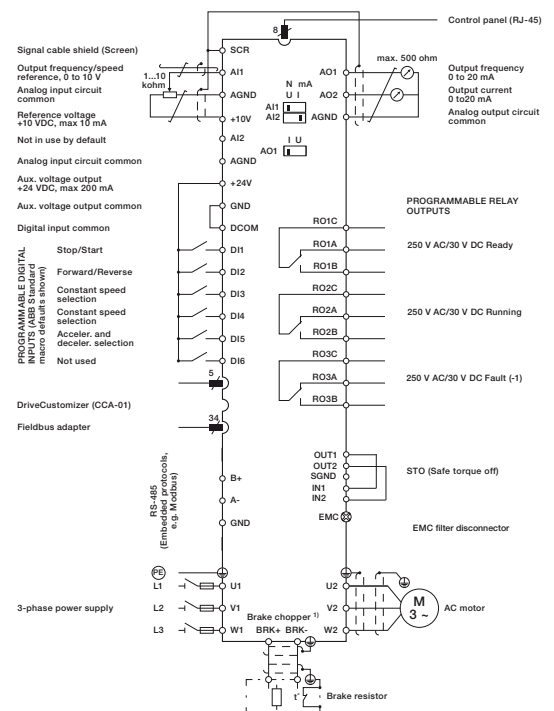 8
Control panel (RJ-45)
Signal cable shield (Screen)
SCR
Output frequency/speed
reference, 0 to 10 V
1...10
kohm
AI1
Analog input circuit
common
AGND
Reference voltage
+10 VDC, max 10 mA
+10V
Not in use by default
AI2
Analog input circuit common
AGND
Aux. voltage output
+24 VDC, max 200 mA
+24V
Aux. voltage output common
GND
Digital input common
DCOM
N mA
U I
AI1
AI2
I U
AO1
max. 500 ohm
AO1
Output frequency
0 to 20 mA
AO2
Output current
0 to20 mA
AGND
Analog output circuit
common
PROGRAMMABLE DIGITAL
INPUTS (ABB Standard
macro defaults shown)
Stop/Start
DI1
Forward/Reverse
DI2
Constant speed
selection
DI3
Constant speed
selection
DI4
Acceler. and
deceler. selection
DI5
Not used
DI6
PROGRAMMABLE RELAY
OUTPUTS
RO1C
RO1A
250 V AC/30 V DC Ready
RO1B
RO2C
RO2A
250 V AC/30 V DC Running
RO2B
RO3C
RO3A
250 V AC/30 V DC Fault (-1)
RO3B
5
DriveCustomizer (CCA-01)
34
Fieldbus adapter
RS-485
(Embedded protocols,
e.g. Modbus)
B+
A-
GND
OUT1
OUT2
SGND
IN1
IN2
STO (Safe torque off)
EMC
EMC filter disconnector
PE
L1
U1
U2
3-phase power supply
L2
V1
V2
M
3 ~
AC motor
L3
W1
W2
Brake chopper 1)
BRK+ BRK-
t°
Brake resistor